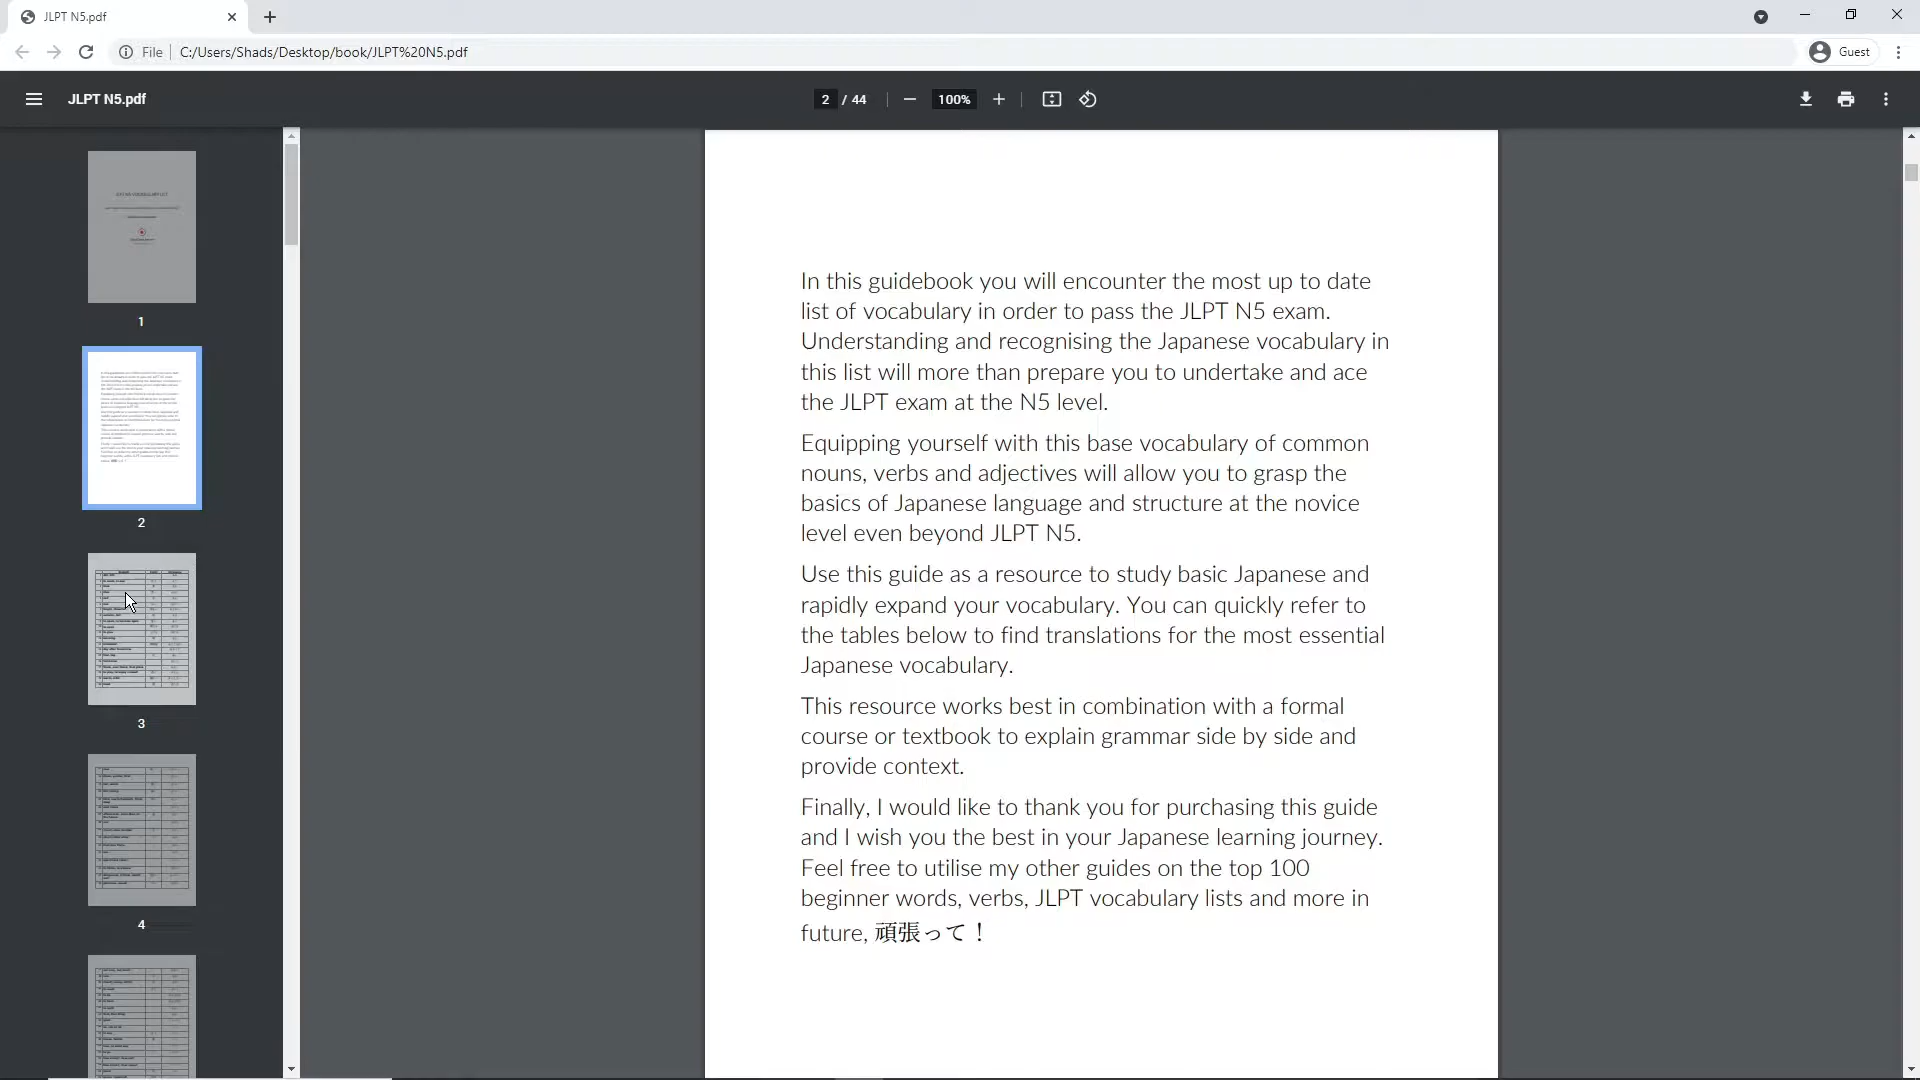 JLPT N5.pdf
File
C:/Users/Shads/Desktop/book/JLPT%20N5.pdf
Guest
JLPT N5.pdf
2 / 44
100%
1
2
3
4
In this guidebook you will encounter the most up to date
list of vocabulary in order to pass the JLPT N5 exam.
Understanding and recognising the Japanese vocabulary in
this list will more than prepare you to undertake and ace
the JLPT exam at the N5 level.
Equipping yourself with this base vocabulary of common
nouns, verbs and adjectives will allow you to grasp the
basics of Japanese language and structure at the novice
level even beyond JLPT N5.
Use this guide as a resource to study basic Japanese and
rapidly expand your vocabulary. You can quickly refer to
the tables below to find translations for the most essential
Japanese vocabulary.
This resource works best in combination with a formal
course or textbook to explain grammar side by side and
provide context.
Finally, I would like to thank you for purchasing this guide
and I wish you the best in your Japanese learning journey.
Feel free to utilise my other guides on the top 100
beginner words, verbs, JLPT vocabulary lists and more in
future, 頑張って！